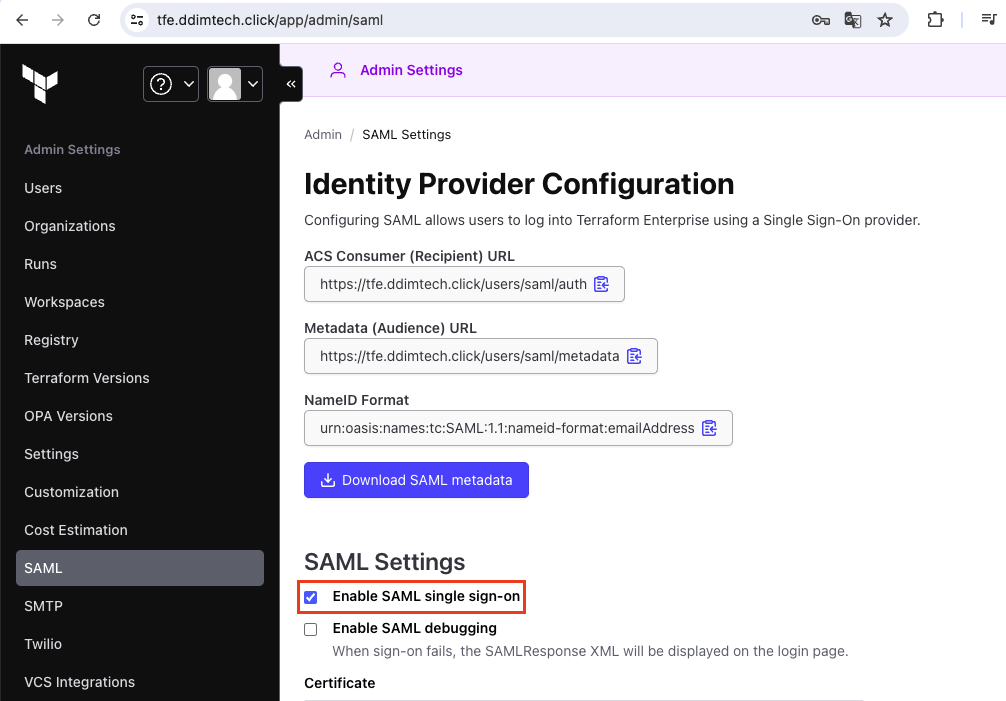 tfe.ddimtech.click/app/admin/saml
Admin Settings
Admin Settings
Users
Organizations
Runs
Workspaces
Registry
Terraform Versions
OPA Versions
Settings
Customization
Cost Estimation
SAML
SMTP
Twilio
VCS Integrations
Admin / SAML Settings
Identity Provider Configuration
Configuring SAML allows users to log into Terraform Enterprise using a Single Sign-On provider.
ACS Consumer (Recipient) URL
https://tfe.ddimtech.click/users/saml/auth
Metadata (Audience) URL
https://tfe.ddimtech.click/users/saml/metadata
NameID Format
urn:oasis:names:tc:SAML:1.1:nameid-format:emailAddress
Download SAML metadata
SAML Settings
Enable SAML single sign-on
Enable SAML debugging
When sign-on fails, the SAMLResponse XML will be displayed on the login page.
Certificate